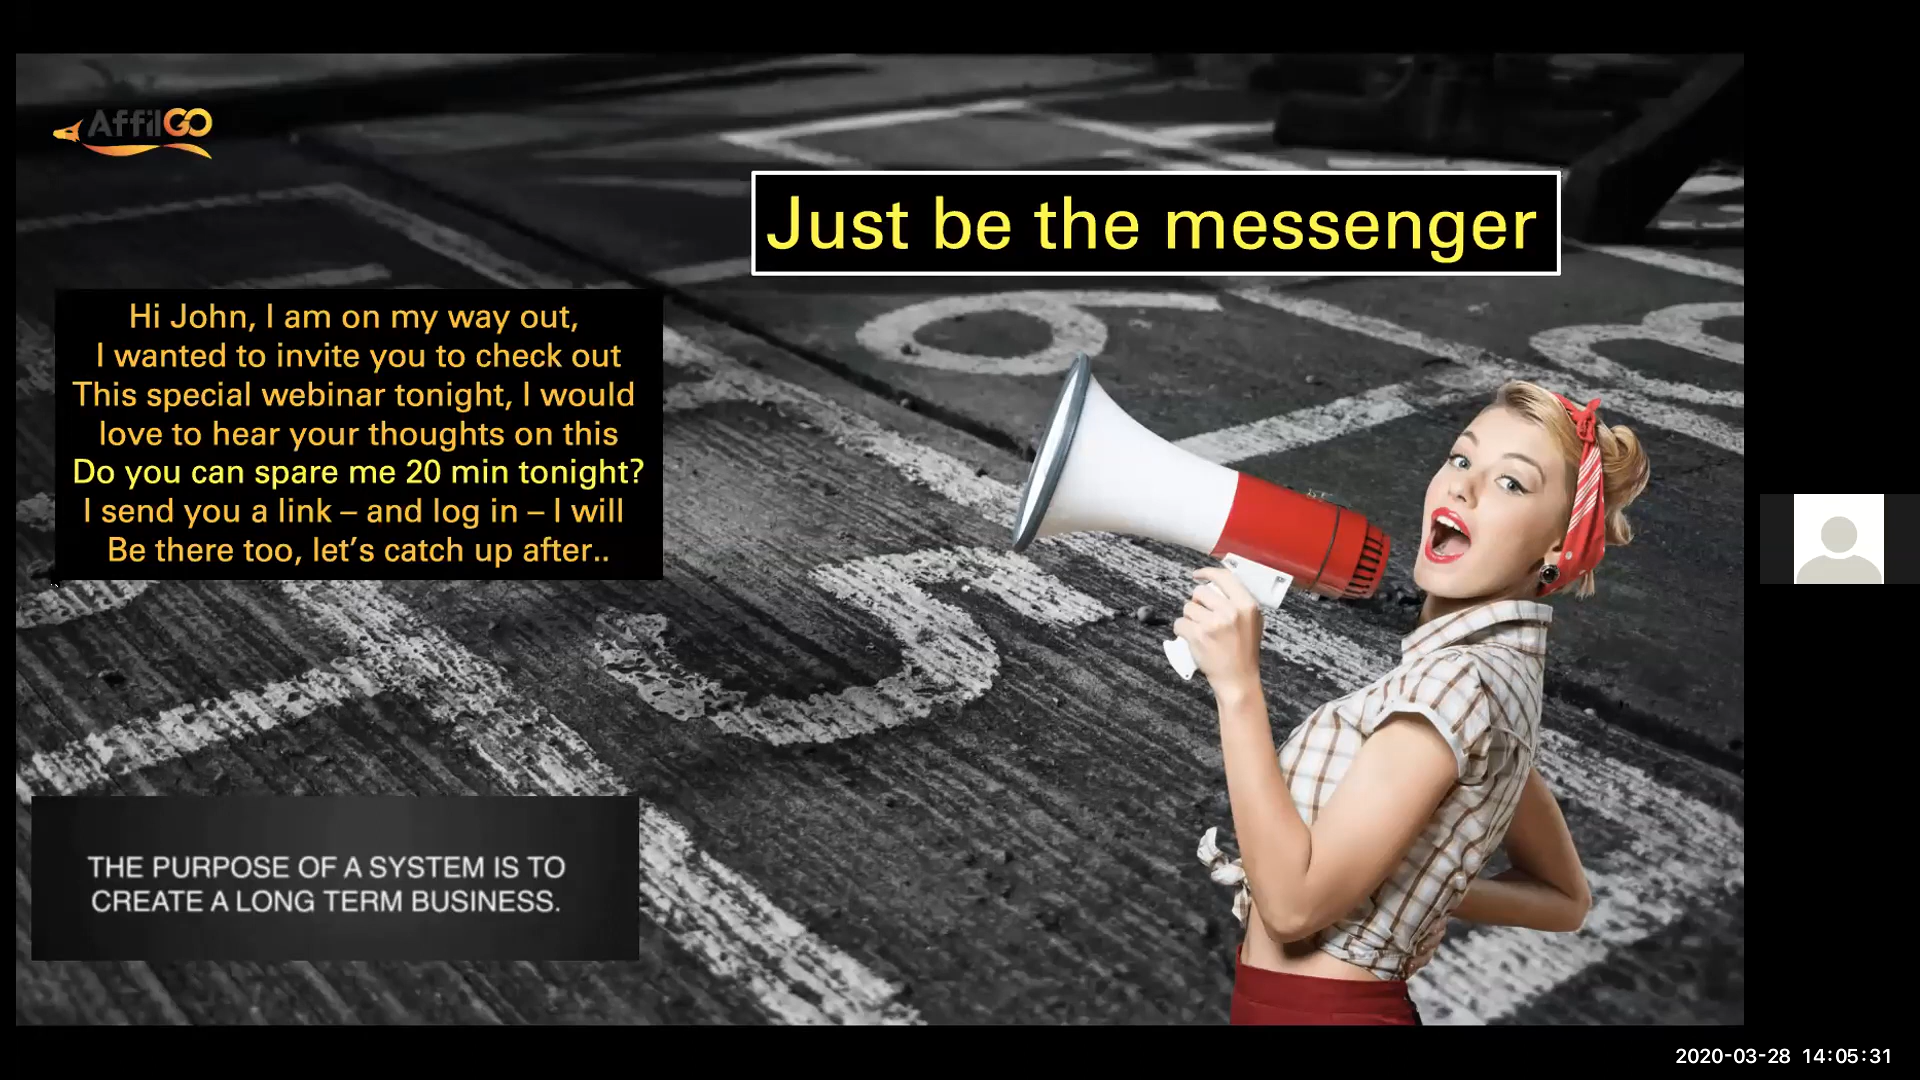 AffilGO
Just be the messenger
Hi John, I am on my way out,
I wanted to invite you to check out
This special webinar tonight, I would
love to hear your thoughts on this
Do you can spare me 20 min tonight?
I send you a link – and log in – I will
Be there too, let’s catch up after..
THE PURPOSE OF A SYSTEM IS TO
CREATE A LONG TERM BUSINESS.
2020-03-28 14:05:31